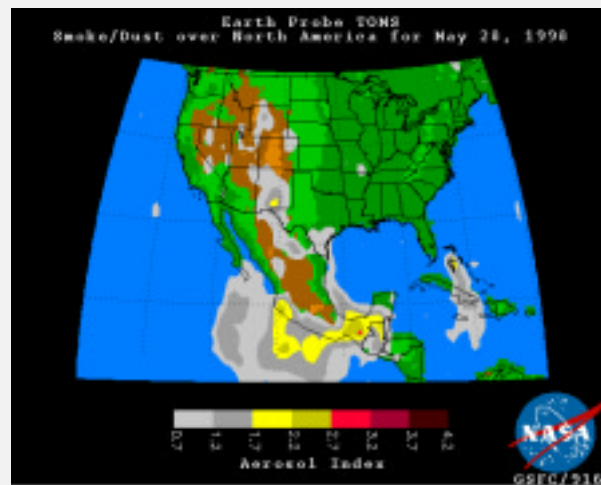 Earth Probe TOMS
Smoke/Dust over North America for May 28, 1998
0.7 1.2 1.7 2.2 2.7 3.2 3.7 4.2
Aerosol Index
NASA
GSFC/916